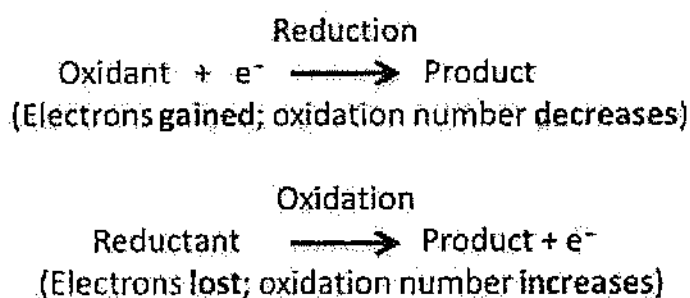 Reduction
Oxidant + e⁻ ⟶ Product
(Electrons gained; oxidation number decreases)
Oxidation
Reductant ⟶ Product + e⁻
(Electrons lost; oxidation number increases)